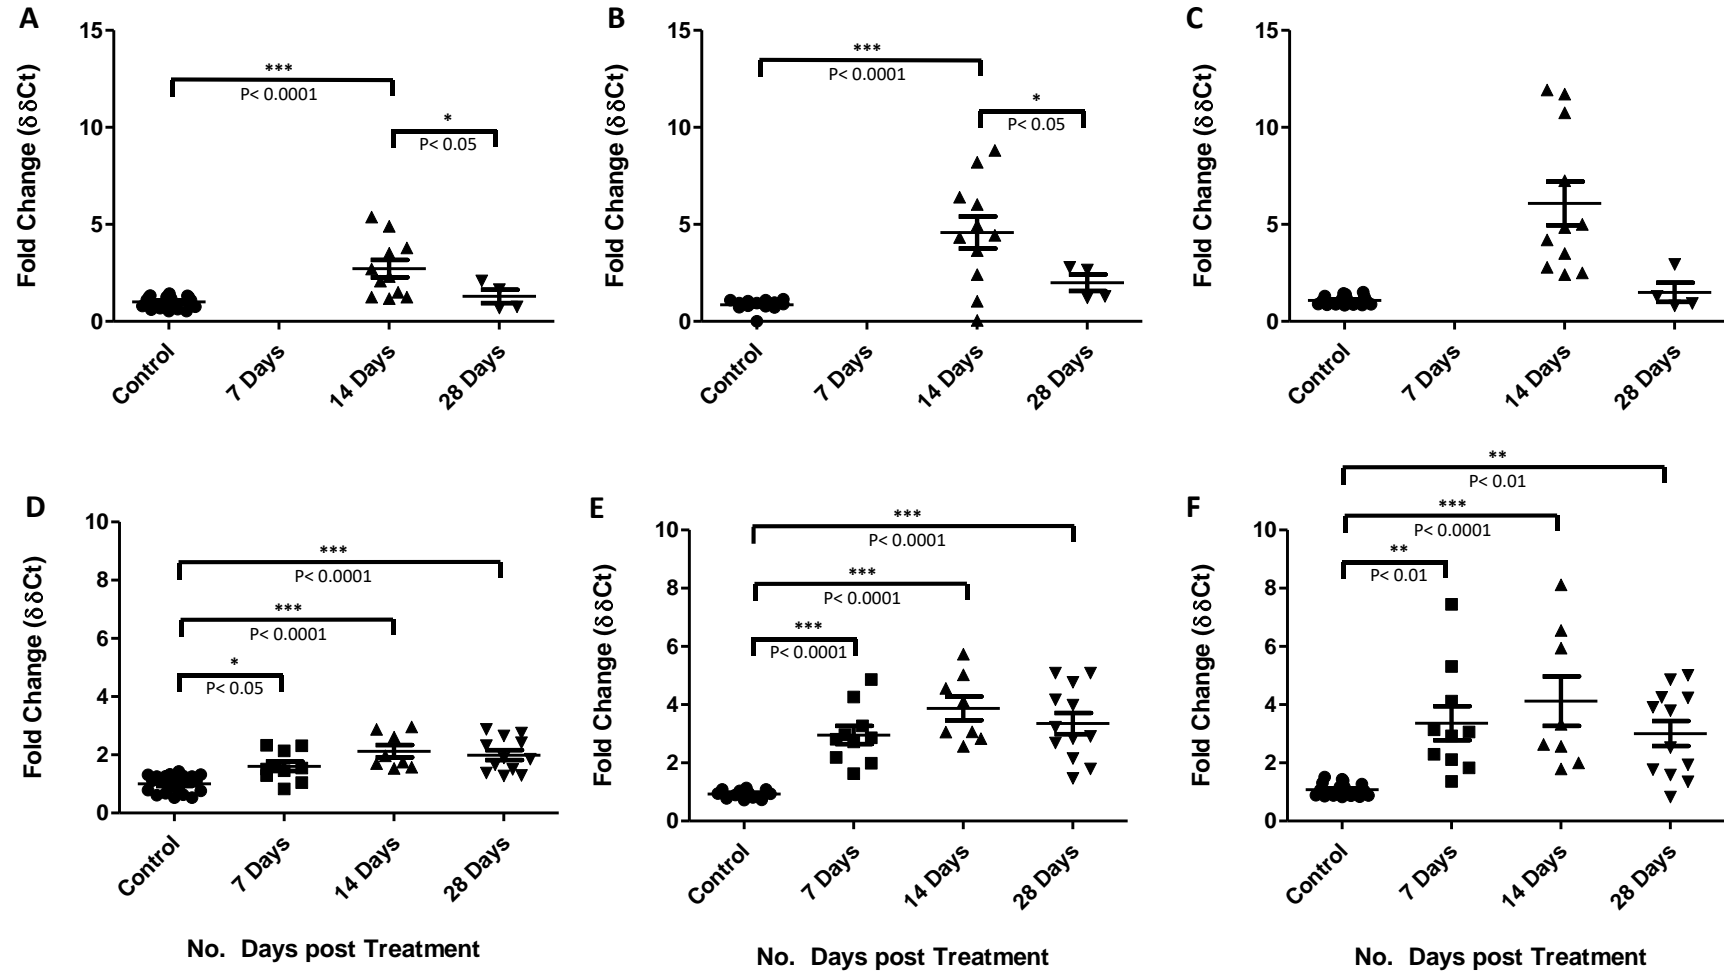 A
Fold Change (δδCt)
15
10
5
0
***
P< 0.0001
*
P< 0.05
Control
7 Days
14 Days
28 Days
B
Fold Change (δδCt)
15
10
5
0
***
P< 0.0001
*
P< 0.05
Control
7 Days
14 Days
28 Days
C
Fold Change (δδCt)
15
10
5
0
Control
7 Days
14 Days
28 Days
D
Fold Change (δδCt)
10
8
6
4
2
0
***
P< 0.0001
***
P< 0.0001
*
P< 0.05
Control
7 Days
14 Days
28 Days
No. Days post Treatment
E
Fold Change (δδCt)
10
8
6
4
2
0
***
P< 0.0001
***
P< 0.0001
***
P< 0.0001
Control
7 Days
14 Days
28 Days
No. Days post Treatment
F
Fold Change (δδCt)
10
8
6
4
2
0
**
P< 0.01
***
P< 0.0001
**
P< 0.01
Control
7 Days
14 Days
28 Days
No. Days post Treatment